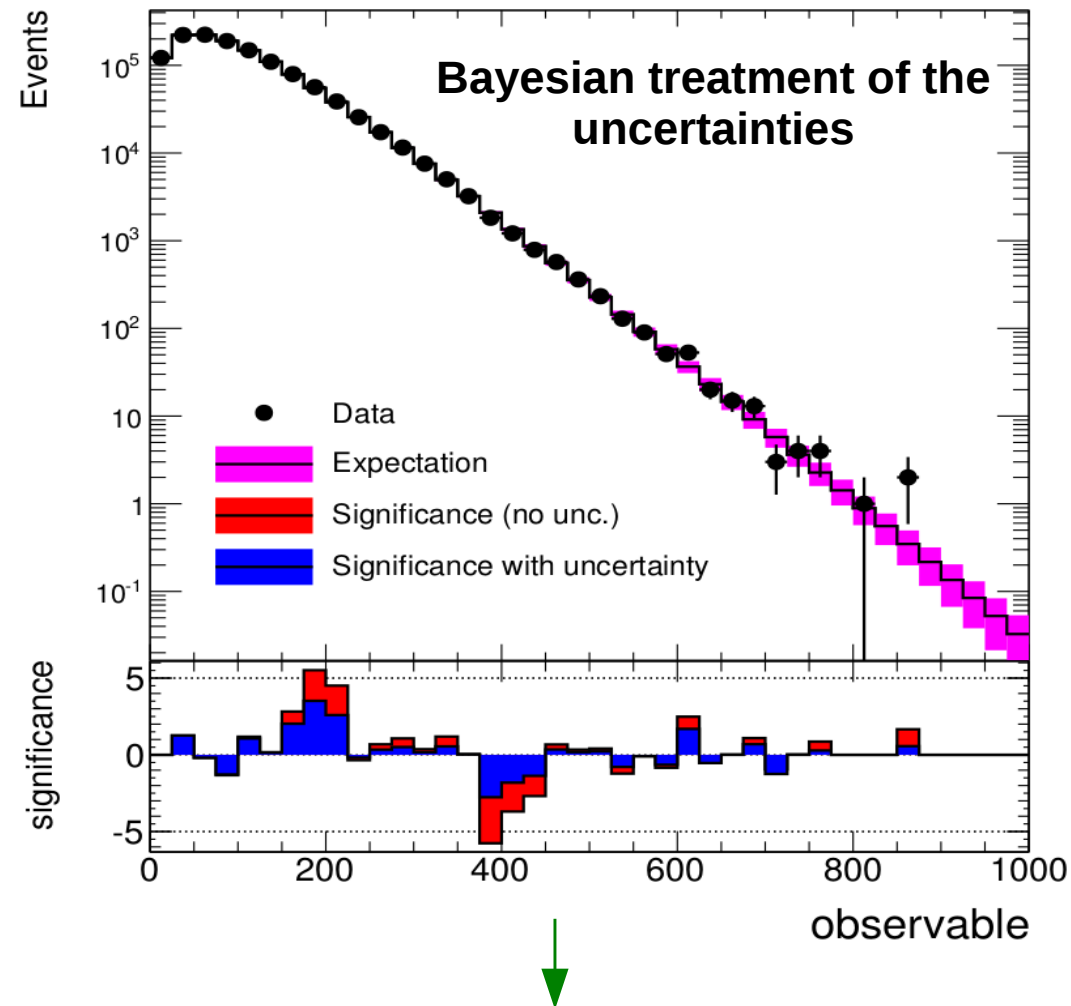 Events
Bayesian treatment of the
uncertainties
10⁵
10⁴
10³
10²
10
1
10⁻¹
Data
Expectation
Significance (no unc.)
Significance with uncertainty
significance
5
0
-5
0 200 400 600 800 1000
observable